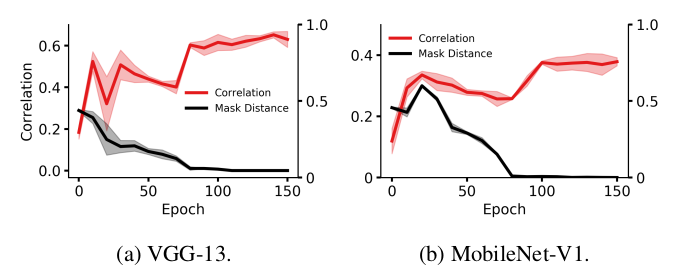 0.6
0.4
0.2
0.0
Correlation
1.0
0.5
0
Correlation
Mask Distance
0 50 100 150
Epoch
0.4
0.2
0
1.0
0.5
0
Correlation
Mask Distance
0 50 100 150
Epoch
(a) VGG-13.
(b) MobileNet-V1.